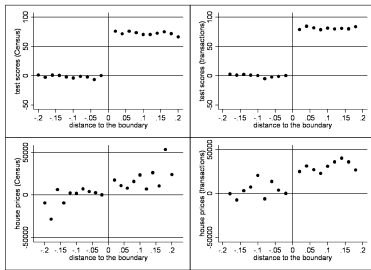 test scores (Census)
-50 0 50 100
-.2 -.15 -.1 -.05 0 .05 .1 .15 .2
distance to the boundary
test scores (transactions)
-50 0 50 100
-.2 -.15 -.1 -.05 0 .05 .1 .15 .2
distance to the boundary
house prices (Census)
-50000 0 50000
-.2 -.15 -.1 -.05 0 .05 .1 .15 .2
distance to the boundary
house prices (transactions)
-50000 0 50000
-.2 -.15 -.1 -.05 0 .05 .1 .15 .2
distance to the boundary